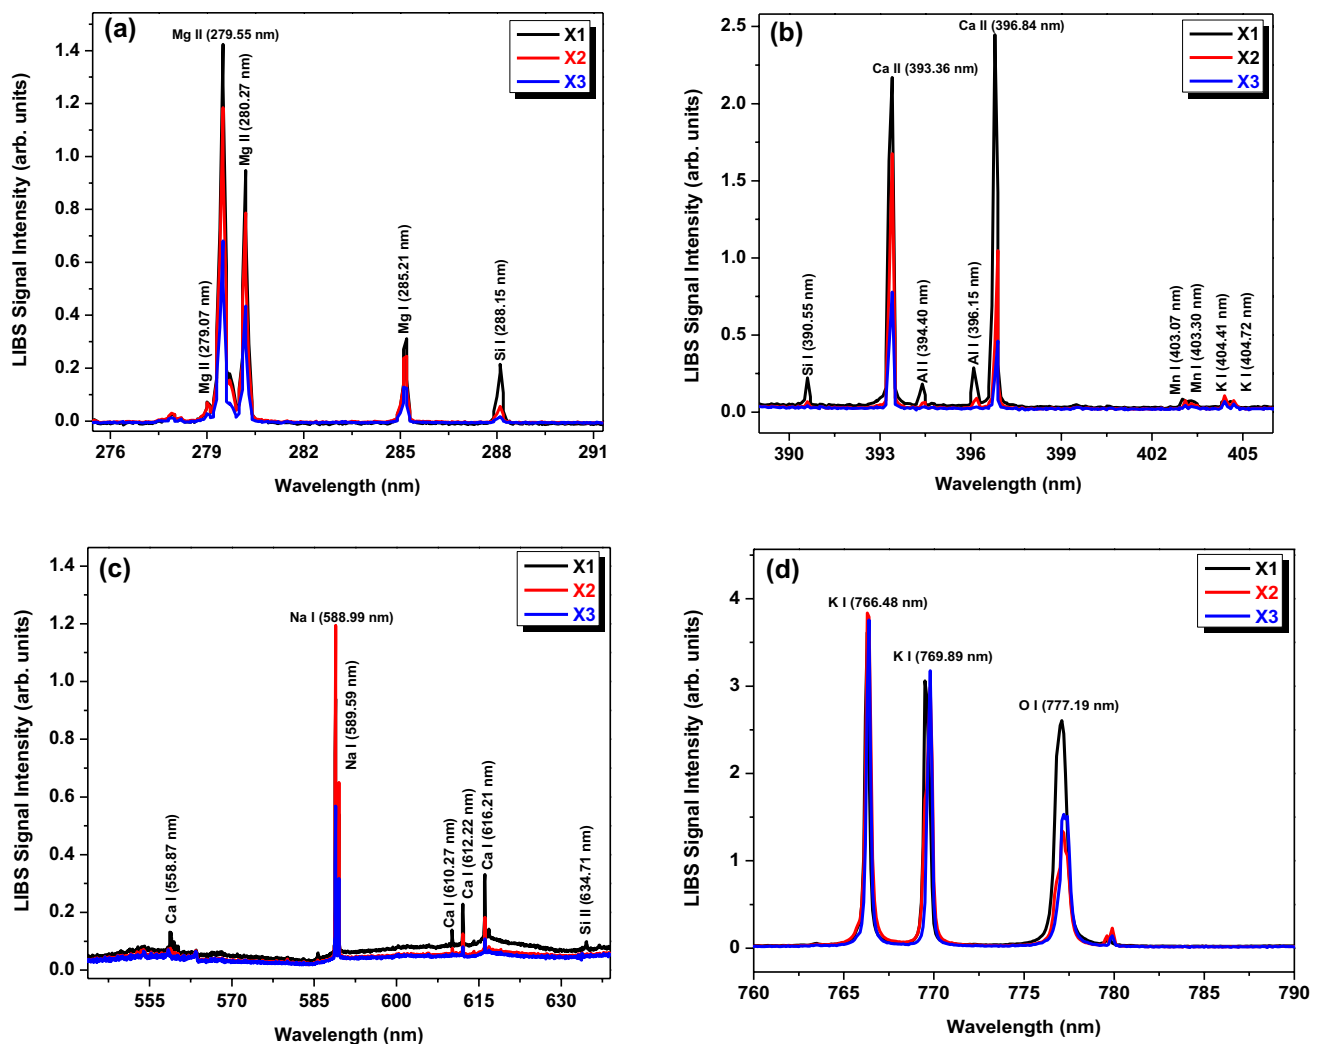 (a)
X1
X2
X3
Mg II (279.55 nm)
Mg II (280.27 nm)
Mg II (279.07 nm)
Mg I (285.21 nm)
Si I (288.15 nm)
LIBS Signal Intensity (arb. units)
1.4
1.2
1.0
0.8
0.6
0.4
0.2
0.0
276
279
282
285
288
291
Wavelength (nm)
(b)
X1
X2
X3
Ca II (396.84 nm)
Ca II (393.36 nm)
Si I (390.55 nm)
Al I (394.40 nm)
Al I (396.15 nm)
Mn I (403.07 nm)
Mn I (403.30 nm)
K I (404.41 nm)
K I (404.72 nm)
LIBS Signal Intensity (arb. units)
2.5
2.0
1.5
1.0
0.5
0.0
390
393
396
399
402
405
Wavelength (nm)
(c)
X1
X2
X3
Na I (588.99 nm)
Na I (589.59 nm)
Ca I (558.87 nm)
Ca I (610.27 nm)
Ca I (612.22 nm)
Ca I (616.21 nm)
Si II (634.71 nm)
LIBS Signal Intensity (arb. units)
1.4
1.2
1.0
0.8
0.6
0.4
0.2
0.0
555
570
585
600
615
630
Wavelength (nm)
(d)
X1
X2
X3
K I (766.48 nm)
K I (769.89 nm)
O I (777.19 nm)
LIBS Signal Intensity (arb. units)
4
3
2
1
0
760
765
770
775
780
785
790
Wavelength (nm)